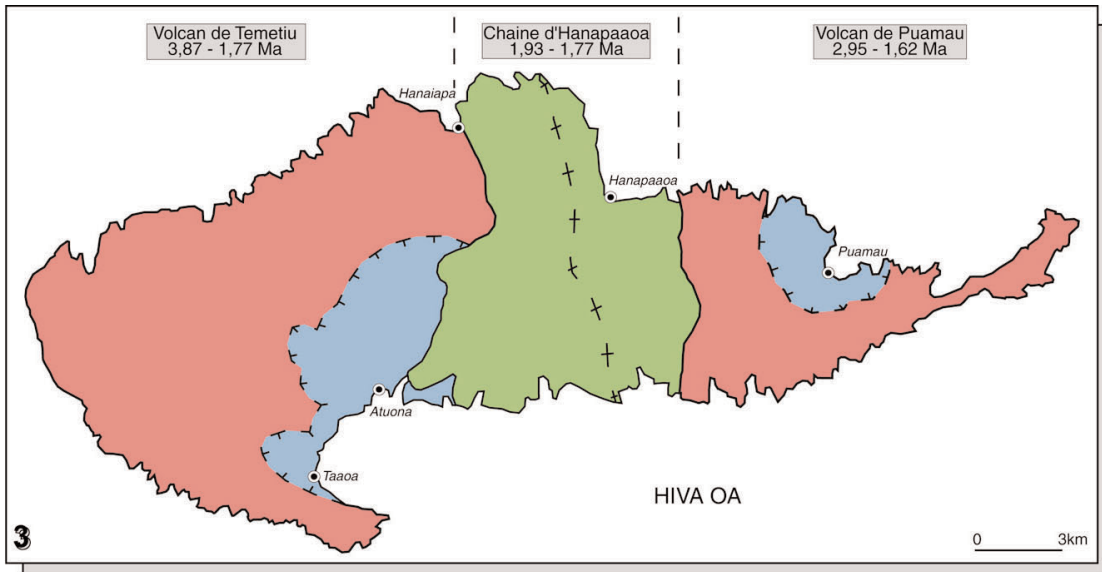 Volcan de Temetiu
3,87 - 1,77 Ma
Chaine d'Hanapaaoa
1,93 - 1,77 Ma
Volcan de Puamau
2,95 - 1,62 Ma
Hanaiapa
Hanapaaoa
Puamau
Atuona
Taaoa
HIVA OA
3
0 3km